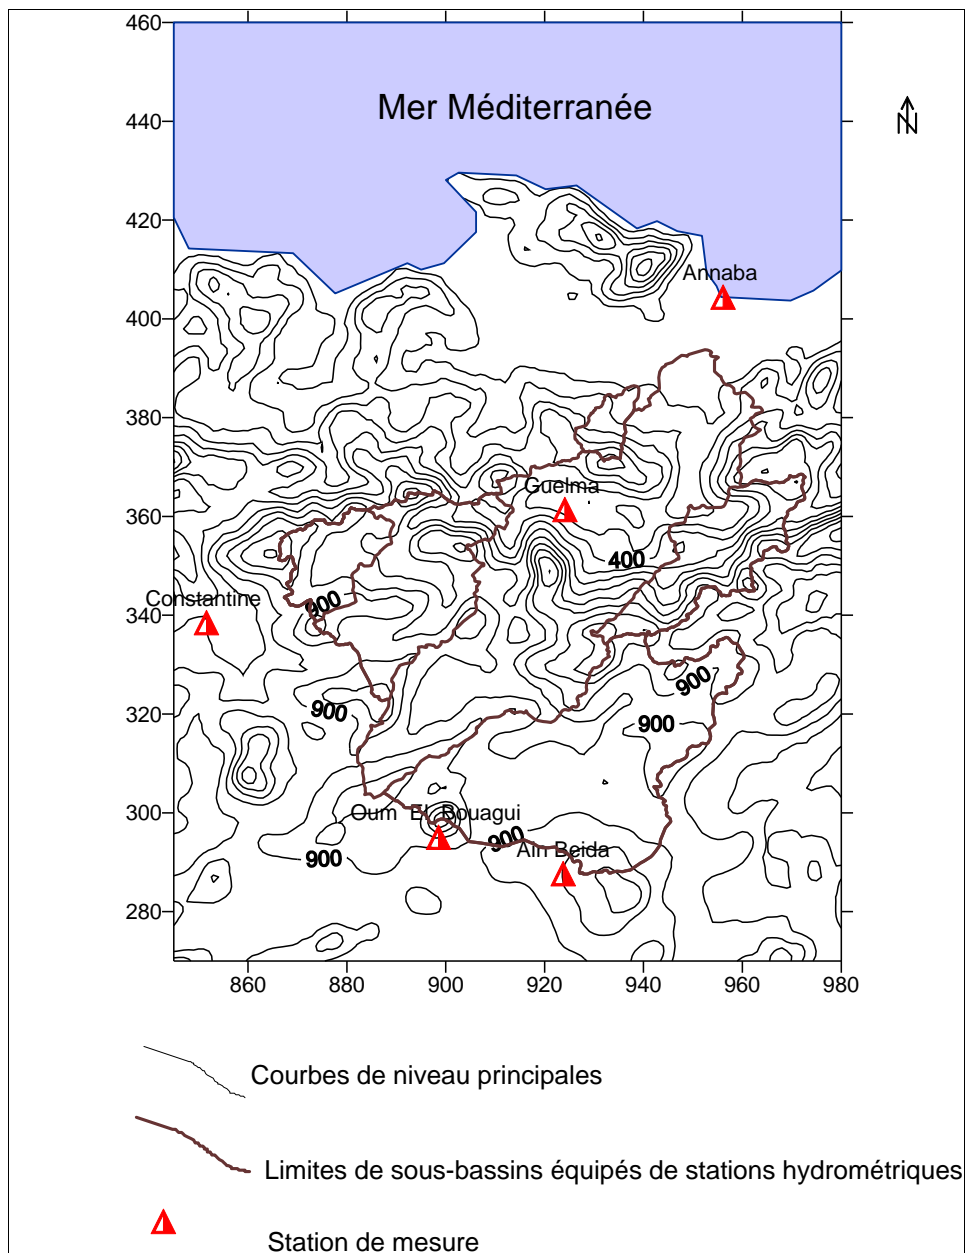 460
Mer Méditerranée
440
N
420
Annaba
400
380
Guelma
360
400
Constantine
900
340
900
320
900
900
300
Oum El Bouagui
900
900
Ain Beida
280
860
880
900
920
940
960
980
Courbes de niveau principales
Limites de sous-bassins équipés de stations hydrométriques
Station de mesure